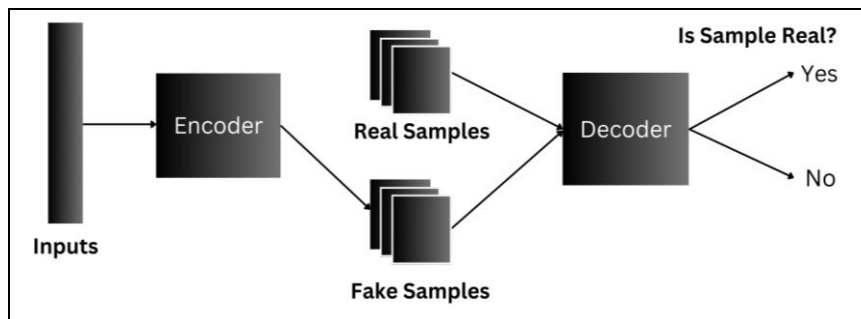 Is Sample Real?
Yes
Encoder
Decoder
Real Samples
No
Inputs
Fake Samples